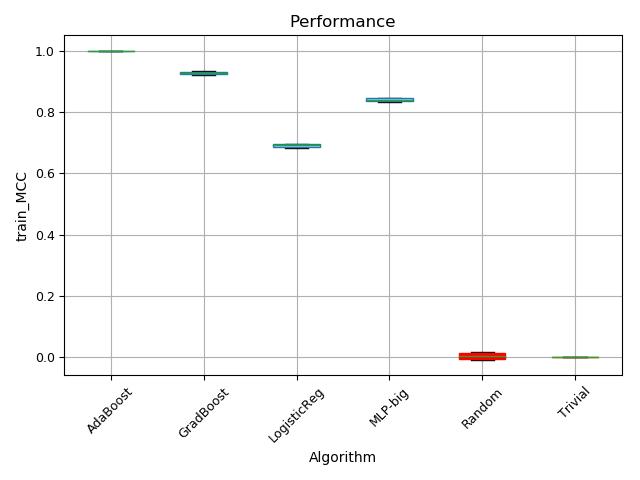 Performance
train_MCC
1.0
0.8
0.6
0.4
0.2
0.0
AdaBoost
GradBoost
LogisticReg
MLP-big
Random
Trivial
Algorithm